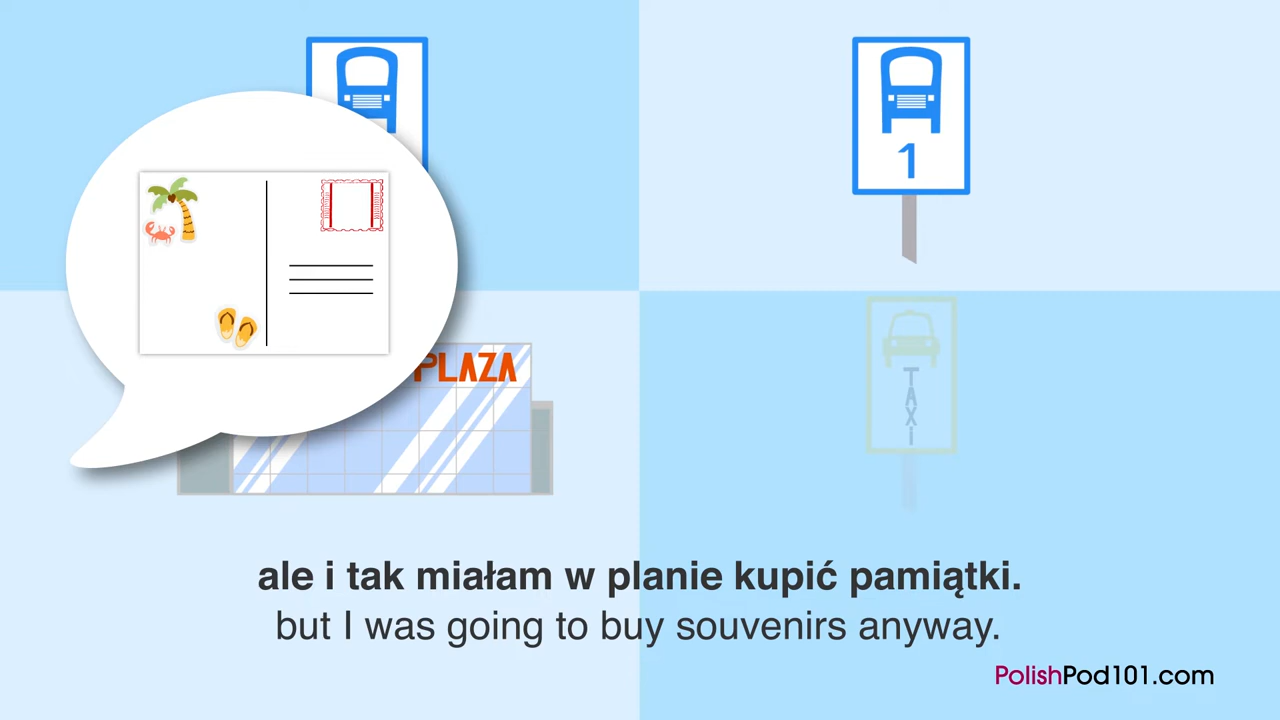 1
PLAZA
TAXI
ale i tak miałam w planie kupić pamiątki.
but I was going to buy souvenirs anyway.
PolishPod101.com